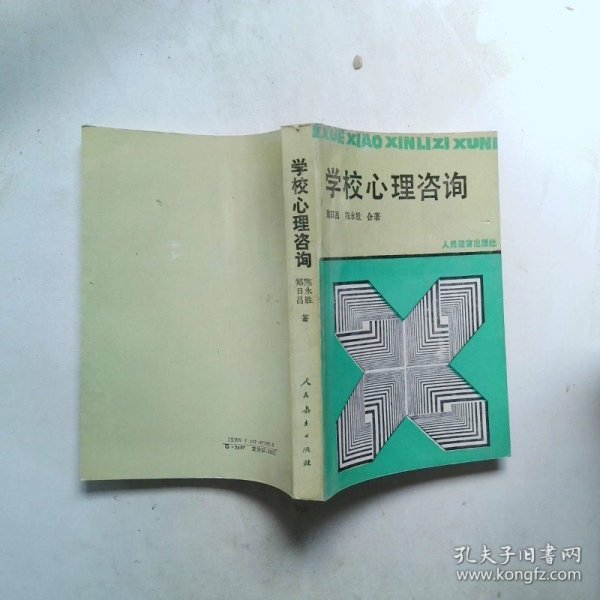 XUE XIAO XINLIZI XUN
学校心理咨询
郑日昌 陈永胜 合著
人民教育出版社
学校心理咨询
郑日昌
陈永胜
著
人民教育出版社
孔夫子旧书网
www.kongfz.com